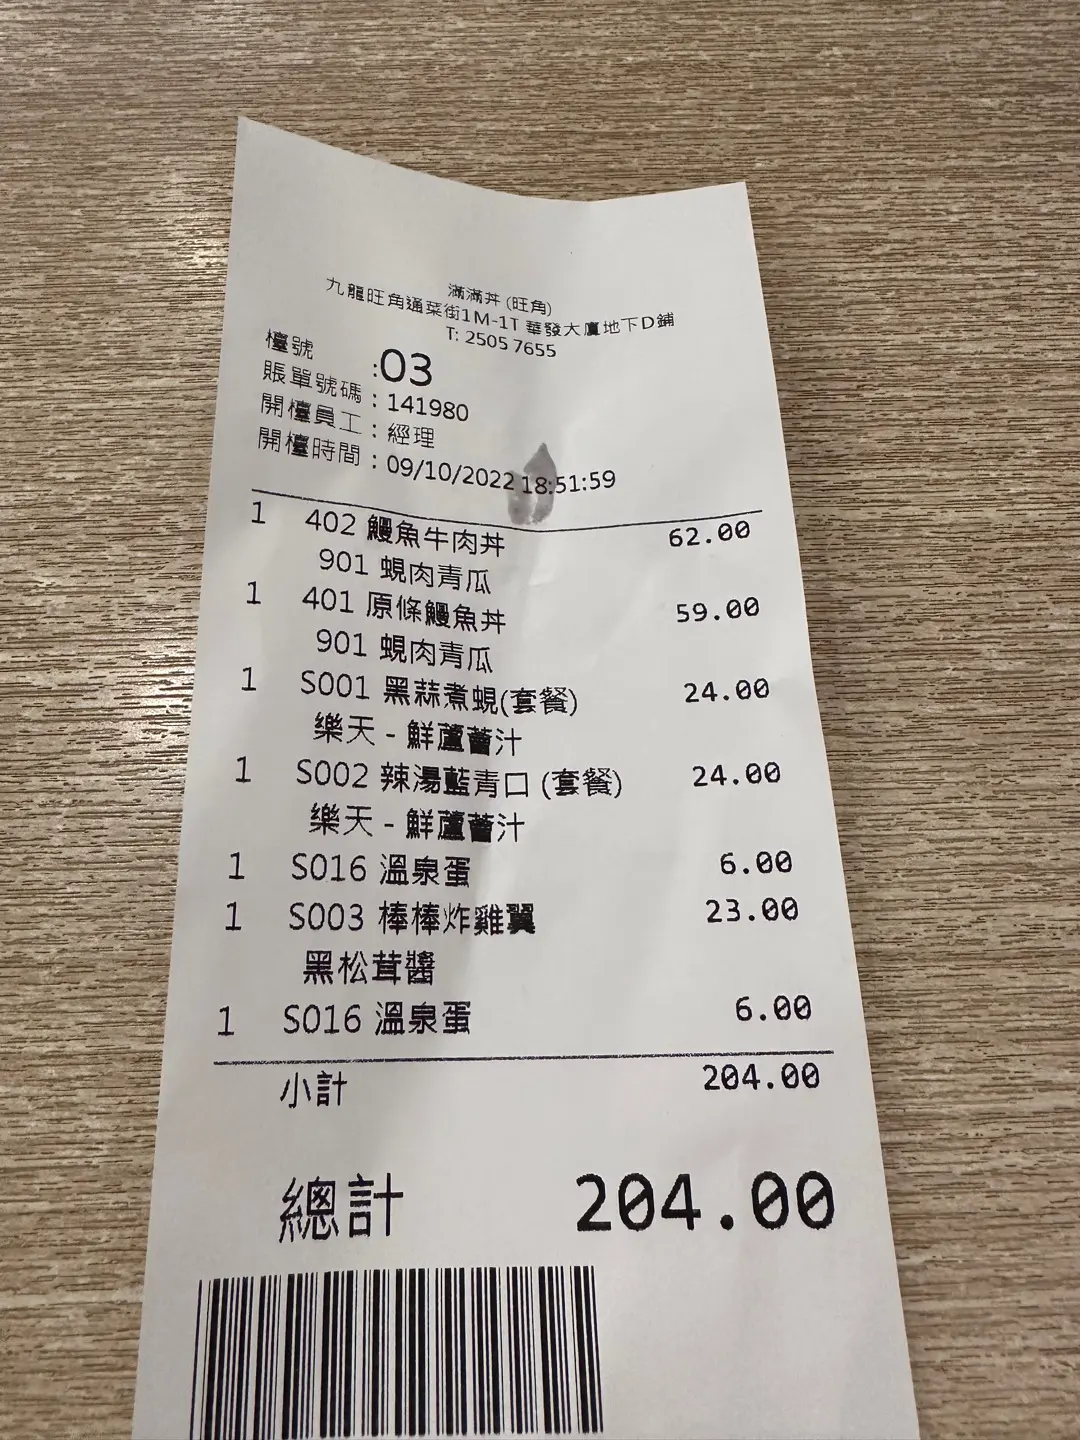 滿滿丼 (旺角)
九龍旺角通菜街1M-1T 華發大廈地下D鋪
T: 2505 7655
檯號 :03
賬單號碼 : 141980
開檯員工 : 經理
開檯時間 : 09/10/2022 18:51:59
1 402 鰻魚牛肉丼 62.00
901 蜆肉青瓜
1 401 原條鰻魚丼 59.00
901 蜆肉青瓜
1 S001 黑蒜煮蜆(套餐) 24.00
樂天 - 鮮蘆薈汁
1 S002 辣湯藍青口 (套餐) 24.00
樂天 - 鮮蘆薈汁
1 S016 溫泉蛋 6.00
1 S003 棒棒炸雞翼 23.00
黑松茸醬
1 S016 溫泉蛋 6.00
小計 204.00
總計 204.00